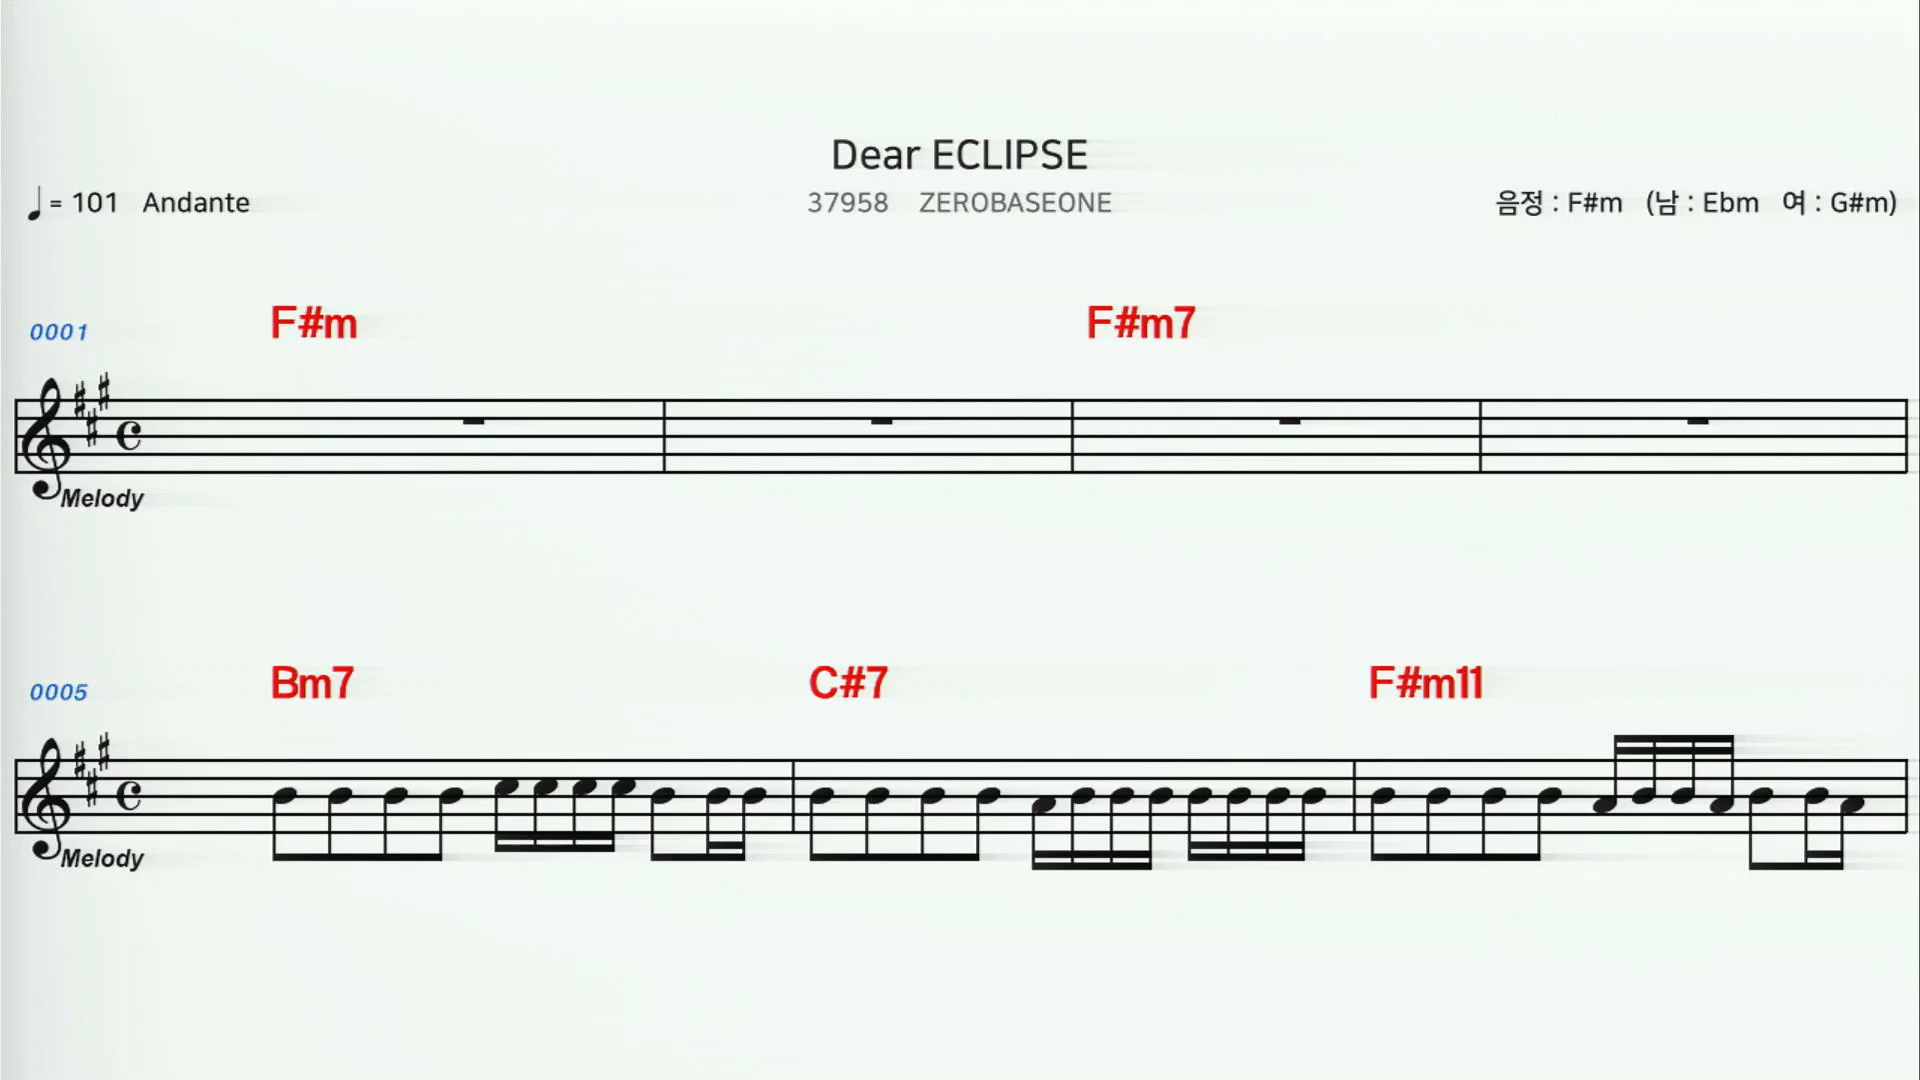 Dear ECLIPSE
= 101 Andante 37958 ZEROBASEONE 음정 : F#m (남 : Ebm 여 : G#m)
0001 F#m F#m7
Melody
0005 Bm7 C#7 F#m11
Melody